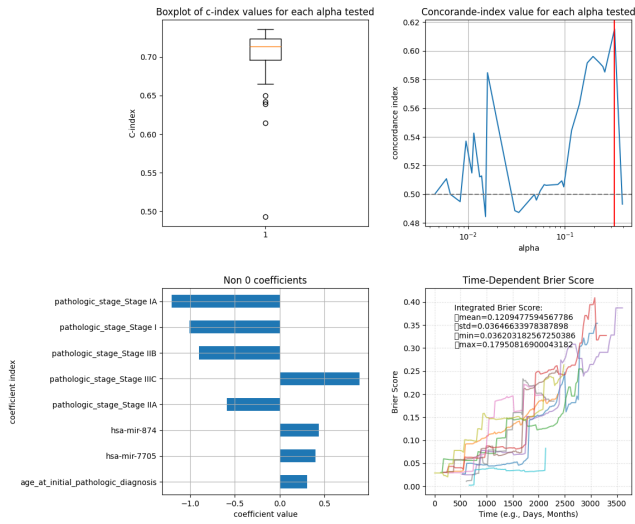 Boxplot of c-index values for each alpha tested
C-index
0.70
0.65
0.60
0.55
0.50
1
Concorande-index value for each alpha tested
concordance index
0.62
0.60
0.58
0.56
0.54
0.52
0.50
0.48
10⁻²
10⁻¹
alpha
Non 0 coefficients
coefficient index
pathologic_stage_Stage IA
pathologic_stage_Stage I
pathologic_stage_Stage IIB
pathologic_stage_Stage IIIC
pathologic_stage_Stage IIA
hsa-mir-874
hsa-mir-7705
age_at_initial_pathologic_diagnosis
−1.0
−0.5
0.0
0.5
coefficient value
Time-Dependent Brier Score
Brier Score
0.40
0.35
0.30
0.25
0.20
0.15
0.10
0.05
0.00
Integrated Brier Score:
mean=0.1209477594567786
std=0.03646633978387898
min=0.036203182567250386
max=0.17950816900043182
0
500
1000
1500
2000
2500
3000
3500
Time (e.g., Days, Months)